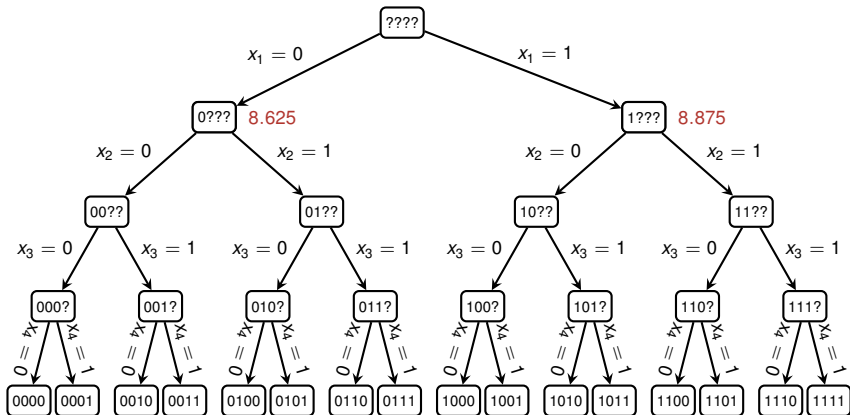 ????
x₁ = 0 x₁ = 1
0??? 8.625 1??? 8.875
x₂ = 0 x₂ = 1 x₂ = 0 x₂ = 1
00?? 01?? 10?? 11??
x₃ = 0 x₃ = 1 x₃ = 0 x₃ = 1 x₃ = 0 x₃ = 1 x₃ = 0 x₃ = 1
000? 001? 010? 011? 100? 101? 110? 111?
x₄ = 0 x₄ = 1 x₄ = 0 x₄ = 1 x₄ = 0 x₄ = 1 x₄ = 0 x₄ = 1 x₄ = 0 x₄ = 1 x₄ = 0 x₄ = 1 x₄ = 0 x₄ = 1 x₄ = 0 x₄ = 1
0000 0001 0010 0011 0100 0101 0110 0111 1000 1001 1010 1011 1100 1101 1110 1111